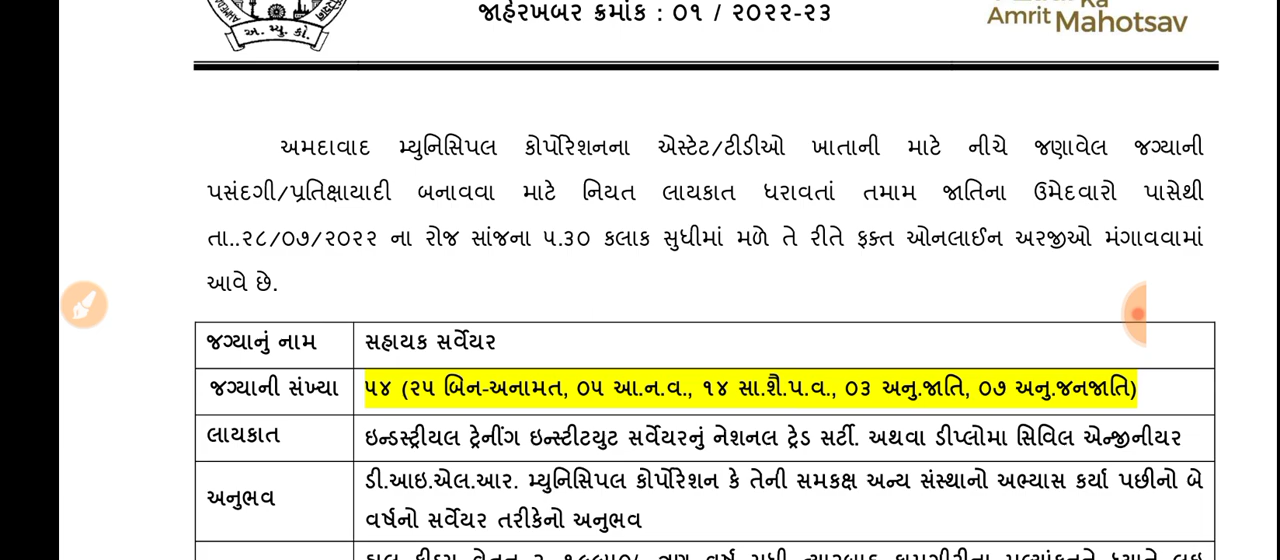 જાહેરખબર ક્રમાંક : ૦૧ / ૨૦૨૨-૨૩
Amrit Mahotsav
અ. મ્યુ. કો.
અમદાવાદ મ્યુનિસિપલ કોર્પોરેશનના એસ્ટેટ/ટીડીઓ ખાતાની માટે નીચે જણાવેલ જગ્યાની
પસંદગી/પ્રતિક્ષાયાદી બનાવવા માટે નિયત લાયકાત ધરાવતાં તમામ જાતિના ઉમેદવારો પાસેથી
તા..૨૮/૦૭/૨૦૨૨ ના રોજ સાંજના ૫.૩૦ કલાક સુધીમાં મળે તે રીતે ફક્ત ઓનલાઈન અરજીઓ મંગાવવામાં
આવે છે.
જગ્યાનું નામ સહાયક સર્વેયર
જગ્યાની સંખ્યા ૫૪ (૨૫ બિન-અનામત, ૦૫ આ.ન.વ., ૧૪ સા.શૈ.પ.વ., ૦૩ અનુ.જાતિ, ૦૭ અનુ.જનજાતિ)
લાયકાત ઇન્ડસ્ટ્રીયલ ટ્રેનીંગ ઇન્સ્ટીટયુટ સર્વેયરનું નેશનલ ટ્રેડ સર્ટી. અથવા ડીપ્લોમા સિવિલ એન્જીનીયર
અનુભવ ડી.આઇ.એલ.આર. મ્યુનિસિપલ કોર્પોરેશન કે તેની સમકક્ષ અન્ય સંસ્થાનો અભ્યાસ કર્યા પછીનો બે
વર્ષનો સર્વેયર તરીકેનો અનુભવ